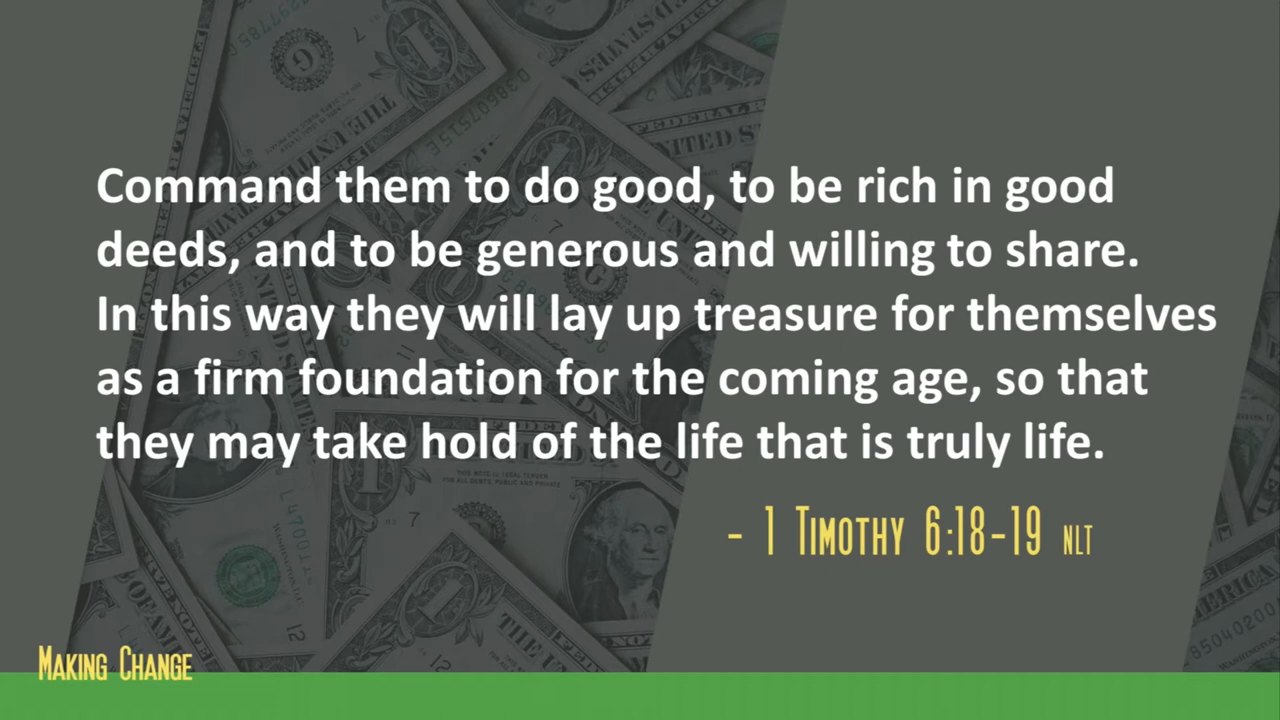 Command them to do good, to be rich in good
deeds, and to be generous and willing to share.
In this way they will lay up treasure for themselves
as a firm foundation for the coming age, so that
they may take hold of the life that is truly life.
- 1 Timothy 6:18-19 NLT
Making Change